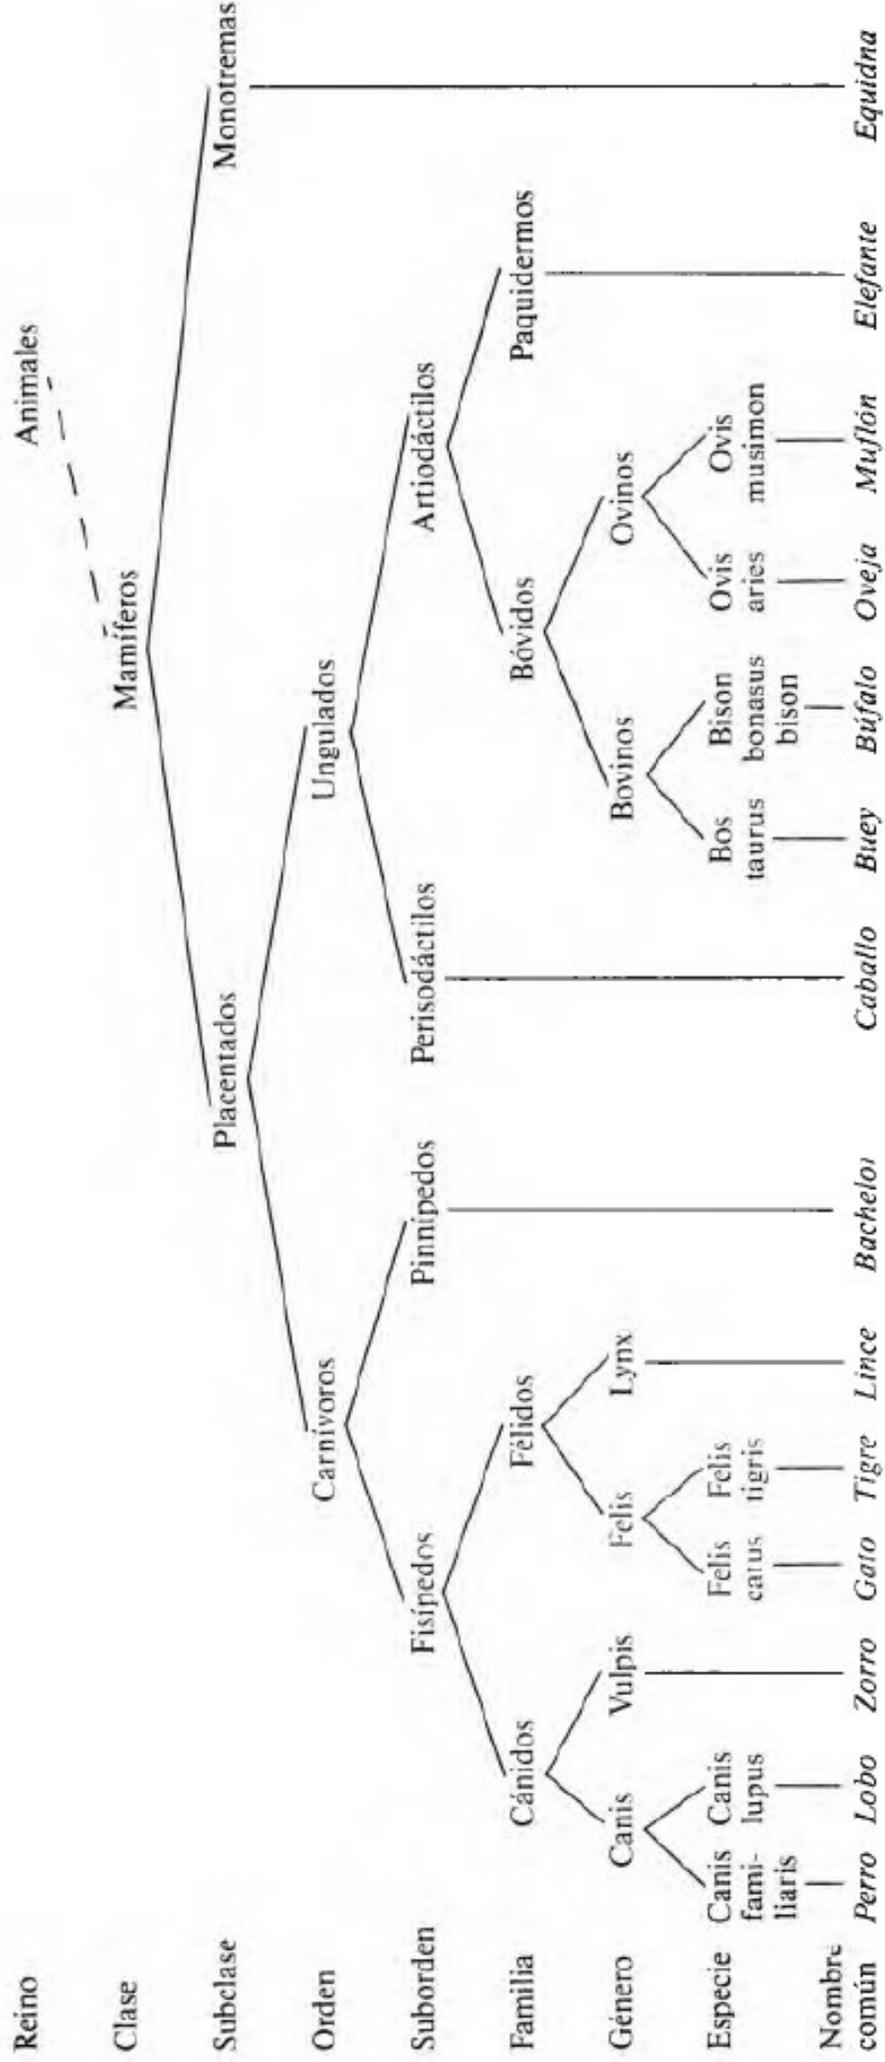 Reino
Animales
Clase
Mamíferos
Subclase
Placentados
Monotremas
Orden
Carnívoros
Ungulados
Suborden
Fisípedos
Pinnípedos
Perisodáctilos
Artiodáctilos
Familia
Cánidos
Félidos
Bóvidos
Paquidermos
Género
Canis
Vulpis
Felis
Lynx
Bovinos
Ovinos
Especie
Canis
fami-
liaris
Canis
lupus
Felis
catus
Felis
tigris
Bos
taurus
Bison
bonasus
bison
Ovis
aries
Ovis
musimon
Nombre
común
Perro
Lobo
Zorro
Gato
Tigre
Lince
Bachelor
Caballo
Buey
Búfalo
Oveja
Muflón
Elefante
Equidna